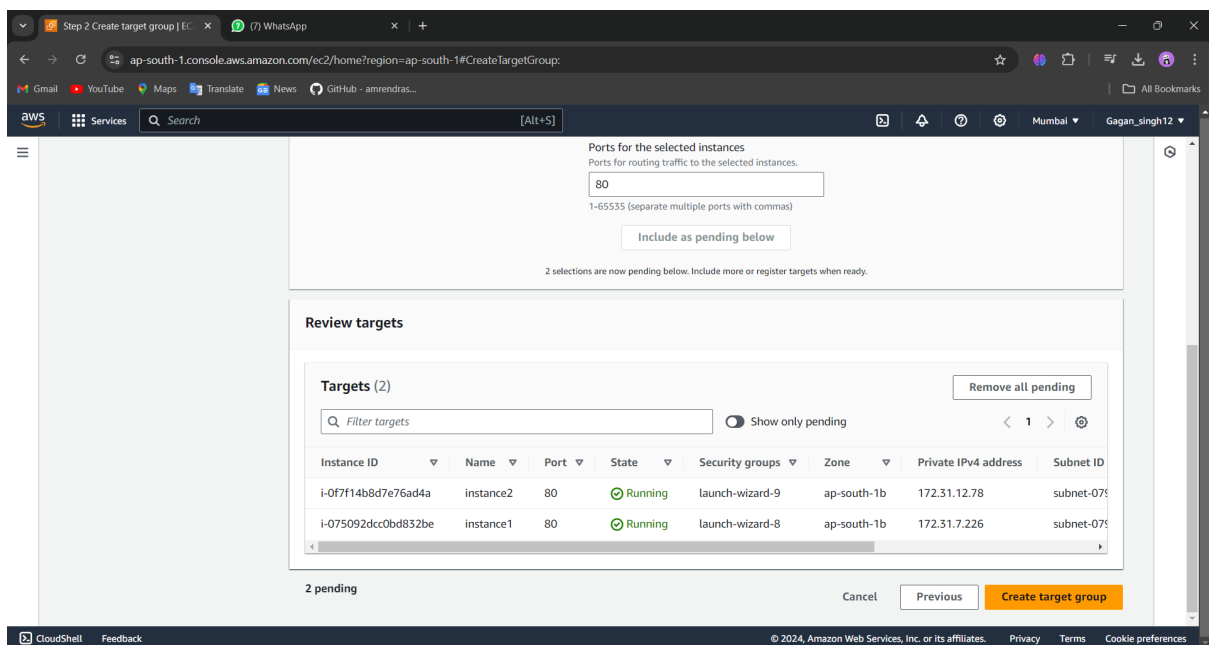 Step 2 Create target group | EC
(7) WhatsApp
ap-south-1.console.aws.amazon.com/ec2/home?region=ap-south-1#CreateTargetGroup:
Gmail YouTube Maps Translate News GitHub - amrendras... All Bookmarks
aws Services Search [Alt+S] Mumbai Gagan_singh12
Ports for the selected instances
Ports for routing traffic to the selected instances.
80
1-65535 (separate multiple ports with commas)
Include as pending below
2 selections are now pending below. Include more or register targets when ready.
Review targets
Targets (2) Remove all pending
Filter targets Show only pending 1
Instance ID Name Port State Security groups Zone Private IPv4 address Subnet ID
i-0f7f14b8d7e76ad4a instance2 80 Running launch-wizard-9 ap-south-1b 172.31.12.78 subnet-079
i-075092dcc0bd832be instance1 80 Running launch-wizard-8 ap-south-1b 172.31.7.226 subnet-079
2 pending
Cancel Previous Create target group
CloudShell Feedback © 2024, Amazon Web Services, Inc. or its affiliates. Privacy Terms Cookie preferences